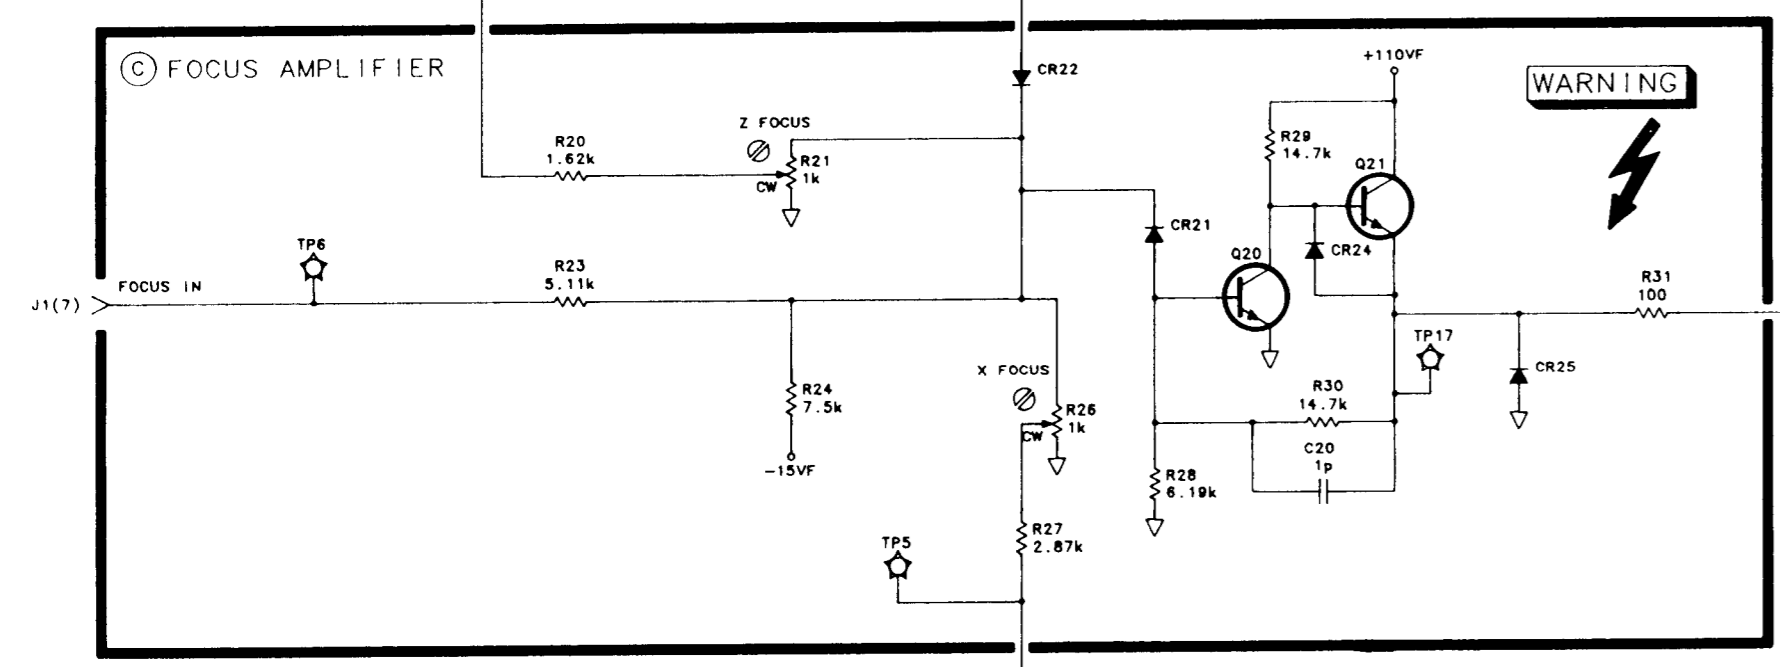 C FOCUS AMPLIFIER
+110VF
CR22
WARNING
Z FOCUS
R20
1.62k
R21
1k
CW
R29
14.7k
Q21
TP6
CR21
Q20
CR24
R23
5.11k
R31
100
J1(7)
FOCUS IN
TP17
X FOCUS
CR25
R24
7.5k
R26
1k
CW
R30
14.7k
-15VF
C20
1p
R28
6.19k
R27
2.87k
TP5